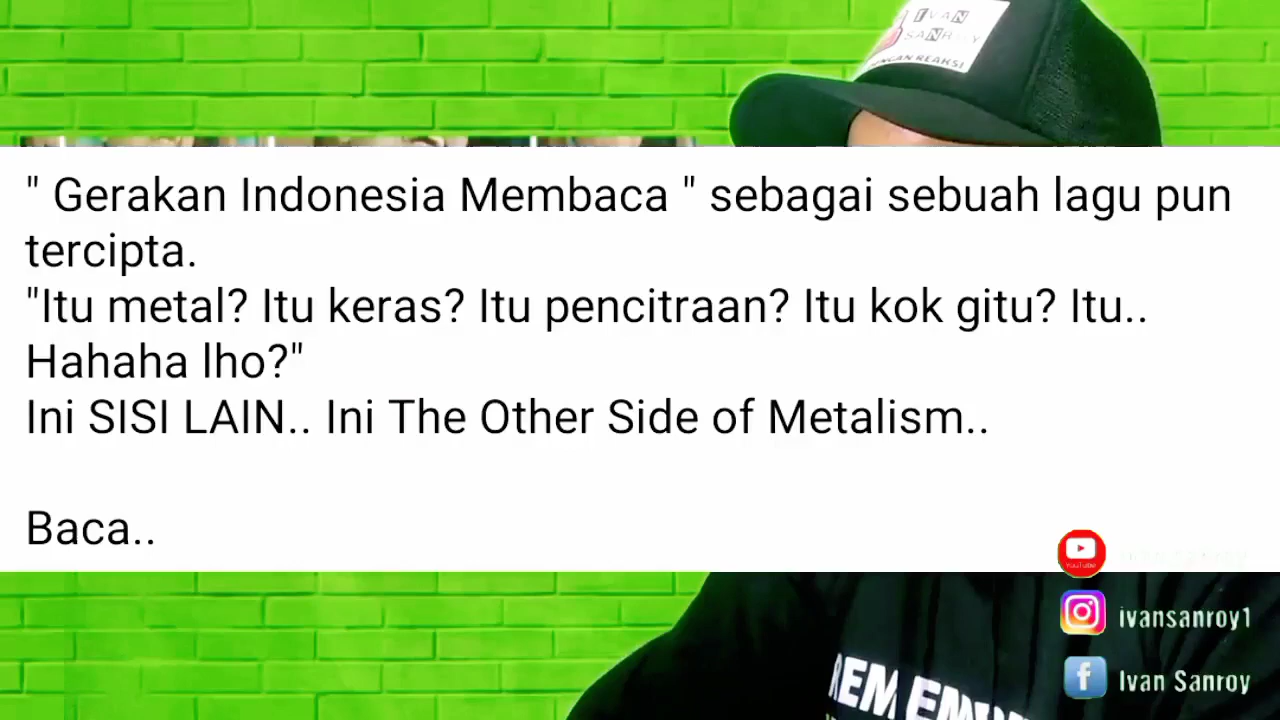 IVAN
SANROY
" Gerakan Indonesia Membaca " sebagai sebuah lagu pun
tercipta.
"Itu metal? Itu keras? Itu pencitraan? Itu kok gitu? Itu..
Hahaha lho?"
Ini SISI LAIN.. Ini The Other Side of Metalism..
Baca..
YouTube
ivansanroy1
Ivan Sanroy